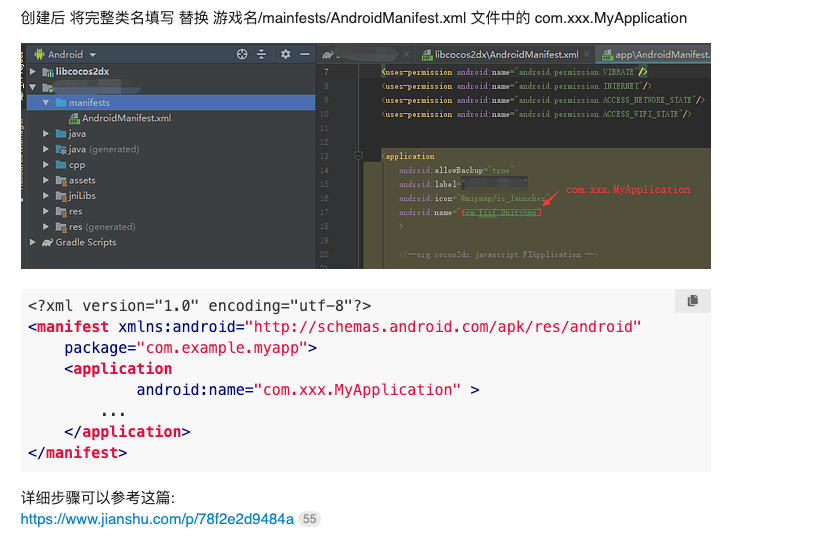 创建后 将完整类名填写 替换 游戏名/mainfests/AndroidManifest.xml 文件中的 com.xxx.MyApplication
Android
libcocos2dx
manifests
AndroidManifest.xml
java
java (generated)
cpp
assets
jniLibs
res
res (generated)
Gradle Scripts
libcocos2dx\AndroidManifest.xml
app\AndroidManifest.
7 <uses-permission android:name="android.permission.VIBRATE"/>
8 <uses-permission android:name="android.permission.INTERNET"/>
9 <uses-permission android:name="android.permission.ACCESS_NETWORK_STATE"/>
10 <uses-permission android:name="android.permission.ACCESS_WIFI_STATE"/>
11
12
13 <application
14 android:allowBackup="true"
15 android:label="
16 android:icon="@mipmap/ic_launcher"
com.xxx.MyApplication
17 android:name="
18 >
19
20 <!--org.cocos2dx.javascript.FIApplication -->
<?xml version="1.0" encoding="utf-8"?>
<manifest xmlns:android="http://schemas.android.com/apk/res/android"
package="com.example.myapp">
<application
android:name="com.xxx.MyApplication" >
...
</application>
</manifest>
详细步骤可以参考这篇:
https://www.jianshu.com/p/78f2e2d9484a 55